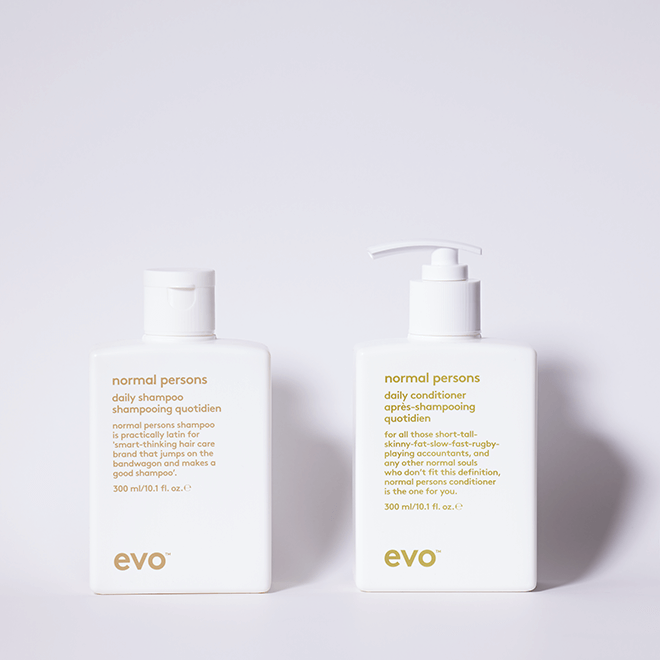 normal persons
daily shampoo
shampooing quotidien
normal persons shampoo
is practically latin for
'smart-thinking hair care
brand that jumps on the
bandwagon and makes a
good shampoo'.
300 ml/10.1 fl. oz.℮
evo™
normal persons
daily conditioner
après-shampooing
quotidien
for all those short-tall-
skinny-fat-slow-fast-rugby-
playing accountants, and
any other normal souls
who don't fit this definition,
normal persons conditioner
is the one for you.
300 ml/10.1 fl. oz.℮
evo™